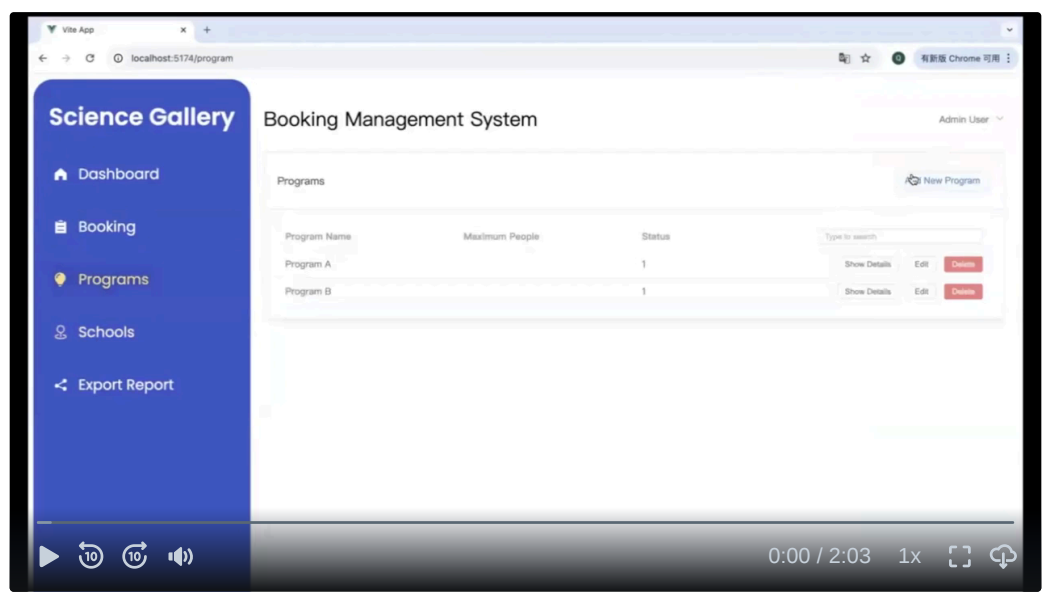 Vite App
localhost:5174/program
有新版 Chrome 可用
Science Gallery
Booking Management System
Admin User
Dashboard
Booking
Programs
Schools
Export Report
Programs
New Program
Program Name Maximum People Status Type to search
Program A 1 Show Details Edit Delete
Program B 1 Show Details Edit Delete
10 10 0:00 / 2:03 1x